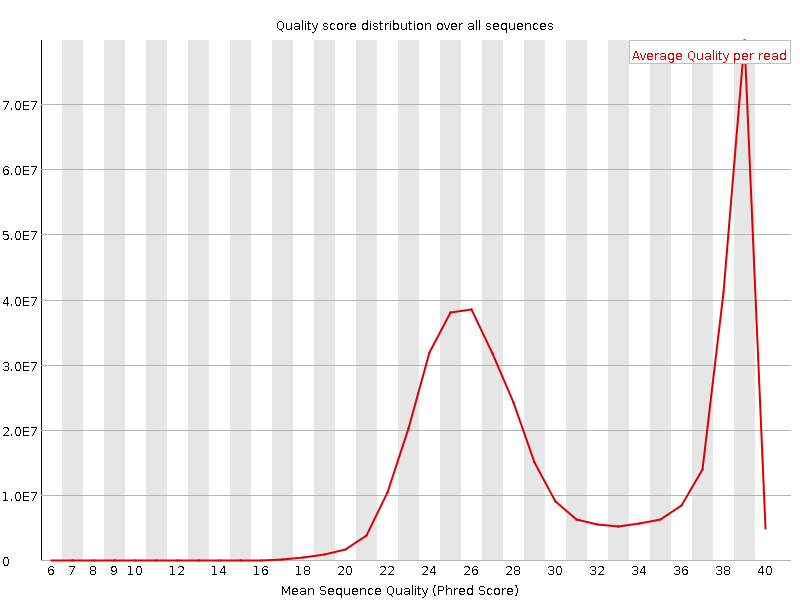 Quality score distribution over all sequences
Average Quality per read
7.0E7
6.0E7
5.0E7
4.0E7
3.0E7
2.0E7
1.0E7
0
6 7 8 9 10 12 14 16 18 20 22 24 26 28 30 32 34 36 38 40
Mean Sequence Quality (Phred Score)